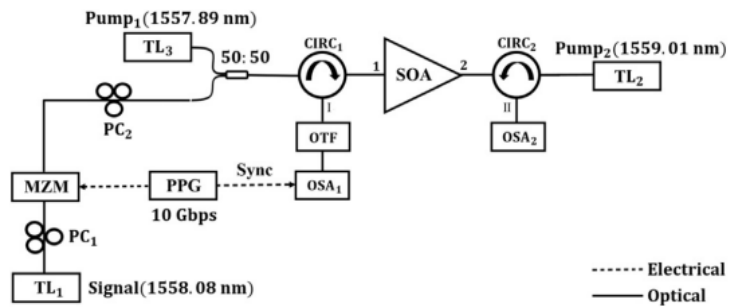 Pump₁(1557.89 nm)
TL₃
50:50
CIRC₁
1
SOA
2
CIRC₂
Pump₂(1559.01 nm)
TL₂
PC₂
I
II
OTF
OSA₂
MZM
PPG
Sync
OSA₁
10 Gbps
PC₁
TL₁
Signal(1558.08 nm)
Electrical
Optical